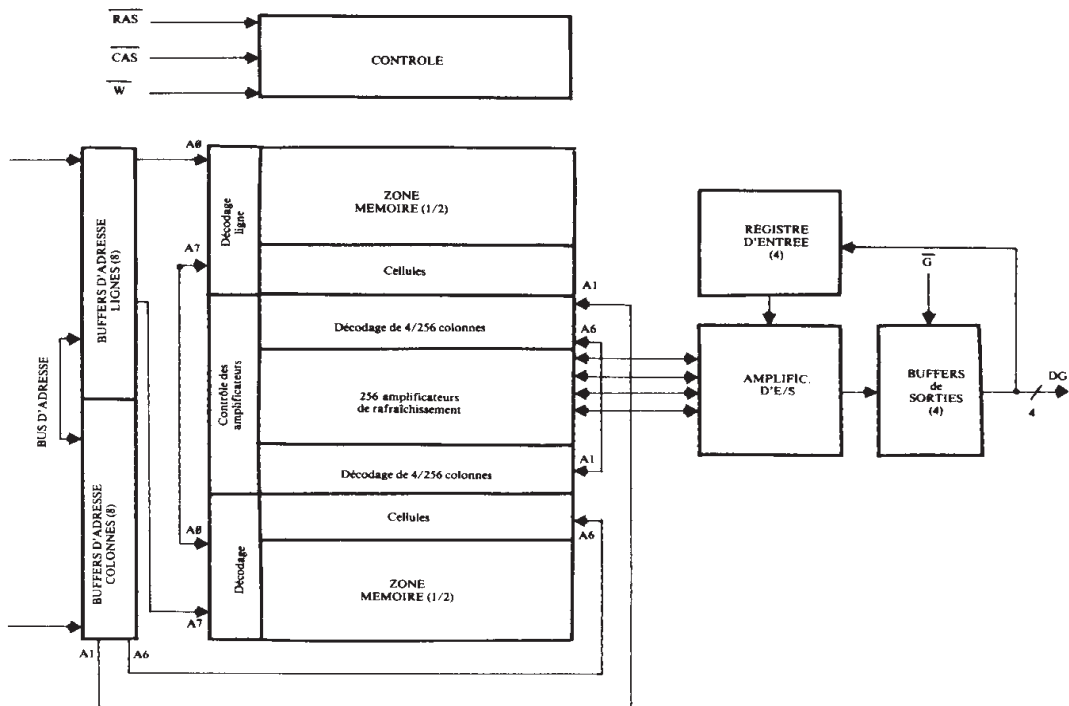 RAS
CAS
W
CONTROLE
BUFFERS D'ADRESSE
LIGNES (8)
BUFFERS D'ADRESSE
COLONNES (8)
BUS D'ADRESSE
A0
A7
A0
A7
A1
A6
Décodage
ligne
Contrôle des
amplificateurs
Décodage
ZONE
MEMOIRE (1/2)
Cellules
Décodage de 4/256 colonnes
256 amplificateurs
de rafraîchissement
Décodage de 4/256 colonnes
Cellules
ZONE
MEMOIRE (1/2)
A1
A6
A1
A6
REGISTRE
D'ENTREE
(4)
G
AMPLIFIC.
D'E/S
BUFFERS
de
SORTIES
(4)
DG
4